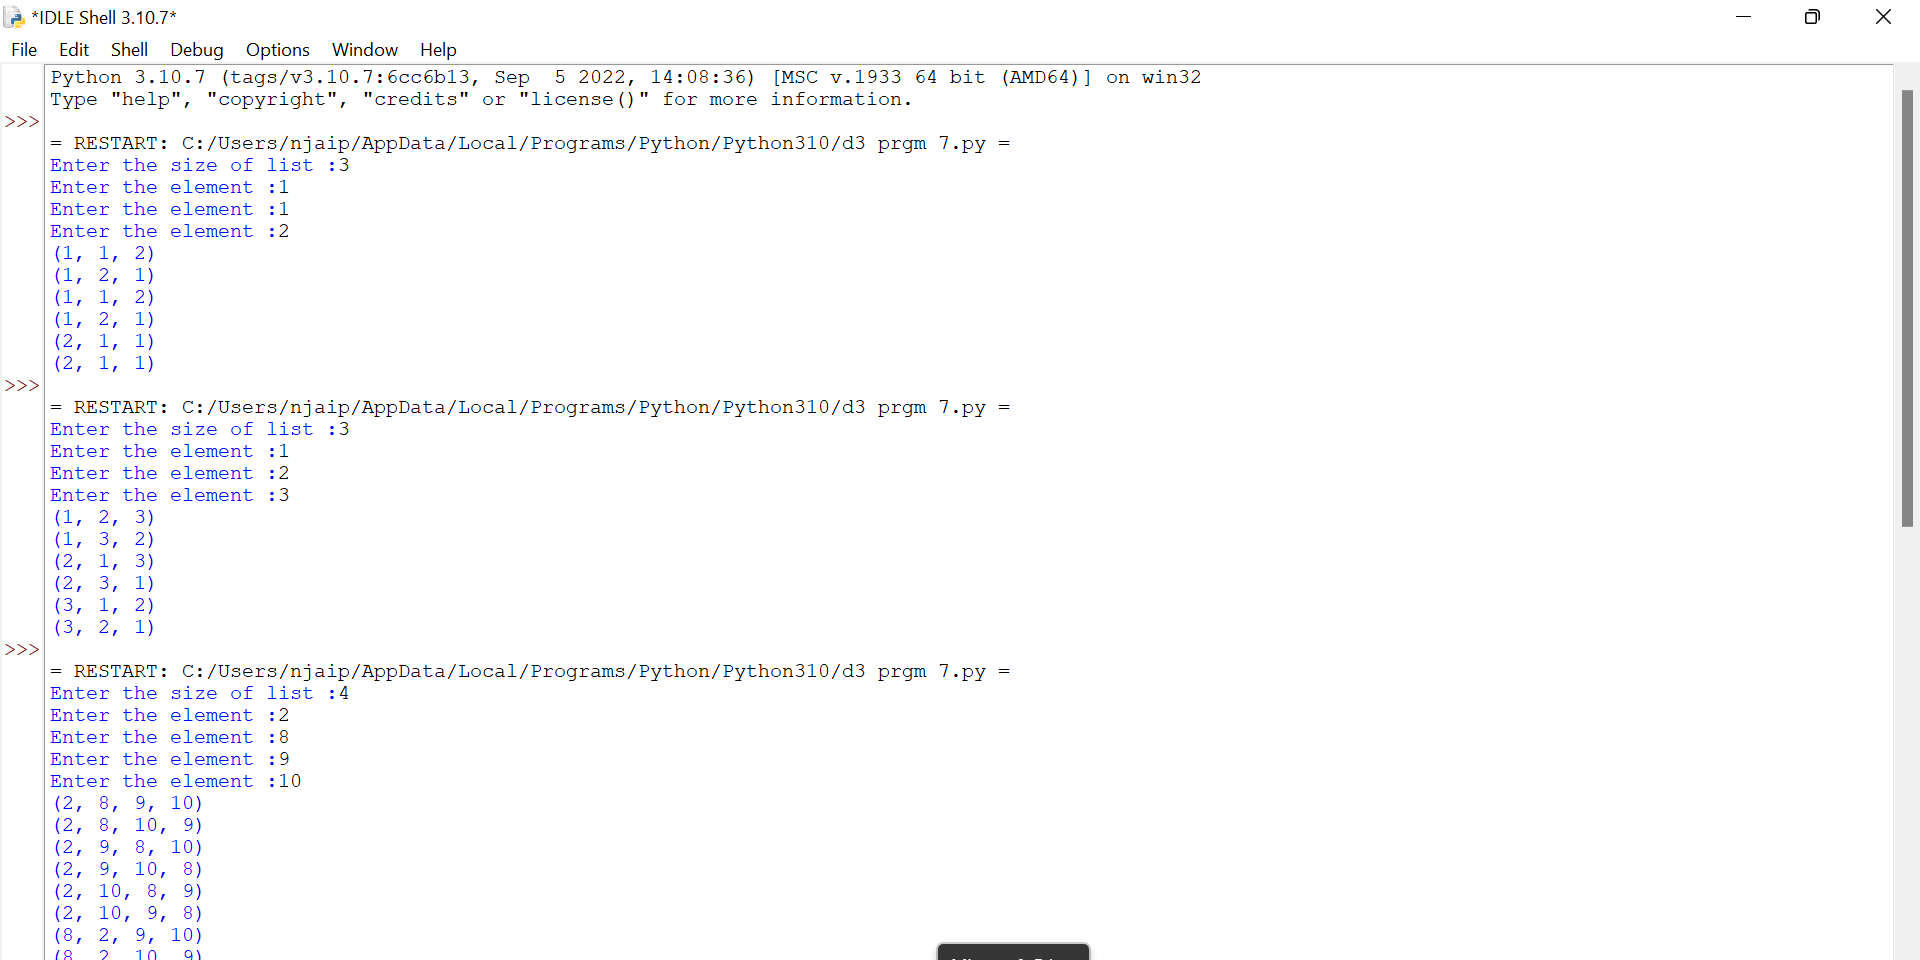 *IDLE Shell 3.10.7*
File Edit Shell Debug Options Window Help
Python 3.10.7 (tags/v3.10.7:6cc6b13, Sep  5 2022, 14:08:36) [MSC v.1933 64 bit (AMD64)] on win32
Type "help", "copyright", "credits" or "license()" for more information.
>>>
= RESTART: C:/Users/njaip/AppData/Local/Programs/Python/Python310/d3 prgm 7.py =
Enter the size of list :3
Enter the element :1
Enter the element :1
Enter the element :2
(1, 1, 2)
(1, 2, 1)
(1, 1, 2)
(1, 2, 1)
(2, 1, 1)
(2, 1, 1)
>>>
= RESTART: C:/Users/njaip/AppData/Local/Programs/Python/Python310/d3 prgm 7.py =
Enter the size of list :3
Enter the element :1
Enter the element :2
Enter the element :3
(1, 2, 3)
(1, 3, 2)
(2, 1, 3)
(2, 3, 1)
(3, 1, 2)
(3, 2, 1)
>>>
= RESTART: C:/Users/njaip/AppData/Local/Programs/Python/Python310/d3 prgm 7.py =
Enter the size of list :4
Enter the element :2
Enter the element :8
Enter the element :9
Enter the element :10
(2, 8, 9, 10)
(2, 8, 10, 9)
(2, 9, 8, 10)
(2, 9, 10, 8)
(2, 10, 8, 9)
(2, 10, 9, 8)
(8, 2, 9, 10)
(8, 2, 10, 9)